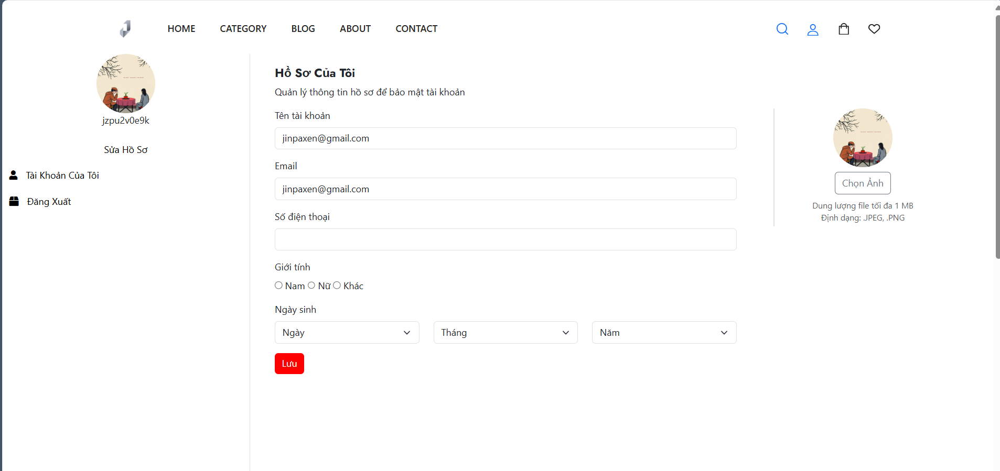 HOME CATEGORY BLOG ABOUT CONTACT
jzpu2v0e9k
Sửa Hồ Sơ
Tài Khoản Của Tôi
Đăng Xuất
Hồ Sơ Của Tôi
Quản lý thông tin hồ sơ để bảo mật tài khoản
Tên tài khoản
jinpaxen@gmail.com
Email
jinpaxen@gmail.com
Số điện thoại
Giới tính
Nam Nữ Khác
Ngày sinh
Ngày Tháng Năm
Lưu
Chọn Ảnh
Dung lượng file tối đa 1 MB
Định dạng: .JPEG, .PNG